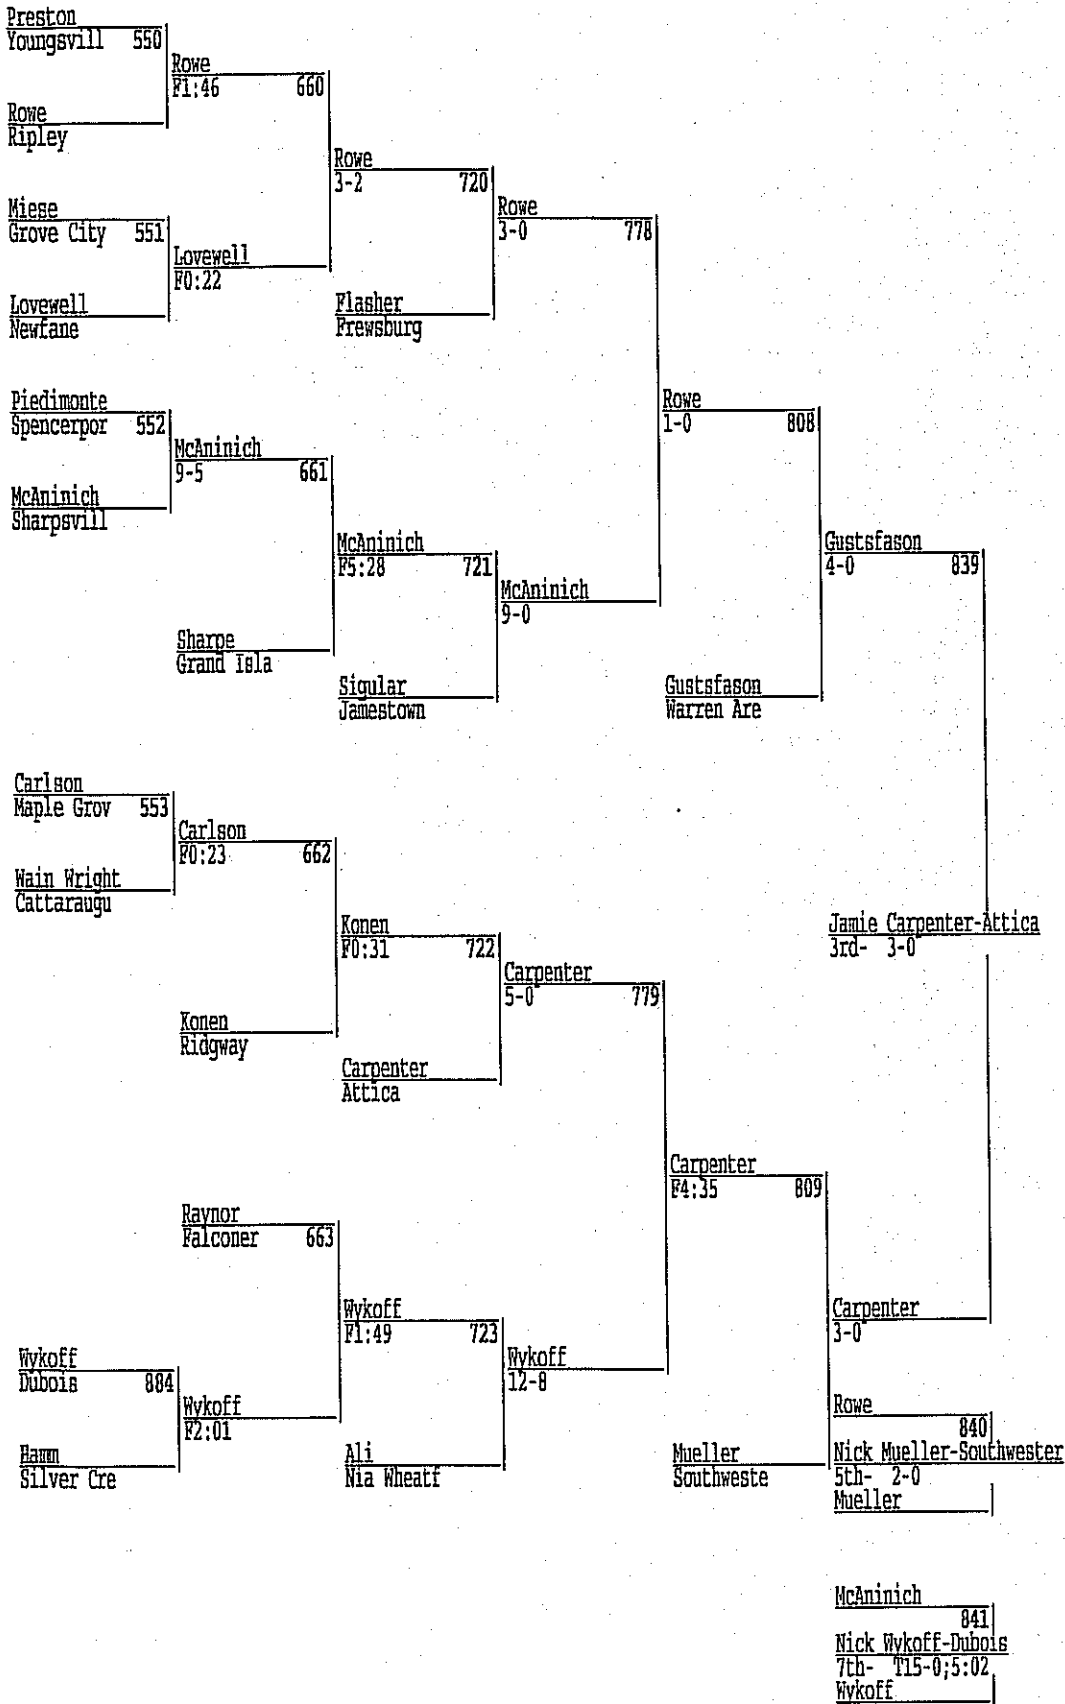 Preston
Youngsvill 550
Rowe
F1:46 660
Rowe
Ripley
Rowe
3-2 720
Miese
Grove City 551
Rowe
3-0 778
Lovewell
F0:22
Lovewell
Newfane
Flasher
Frewsburg
Piedimonte
Spencerpor 552
Rowe
1-0 808
McAninich
9-5 661
McAninich
Sharpsvill
McAninich
F5:28 721
Gustsfason
4-0 839
McAninich
9-0
Sharpe
Grand Isla
Sigular
Jamestown
Gustsfason
Warren Are
Carlson
Maple Grov 553
Carlson
F0:23 662
Wain Wright
Cattaraugu
Konen
F0:31 722
Jamie Carpenter-Attica
3rd- 3-0
Carpenter
5-0 779
Konen
Ridgway
Carpenter
Attica
Carpenter
F4:35 809
Raynor
Falconer 663
Wykoff
F1:49 723
Carpenter
3-0
Wykoff
Dubois 884
Wykoff
12-8
Wykoff
F2:01
Rowe
840
Hamm
Silver Cre
Ali
Nia Wheatf
Mueller
Southweste
Nick Mueller-Southwester
5th- 2-0
Mueller
McAninich
841
Nick Wykoff-Dubois
7th- T15-0;5:02
Wykoff